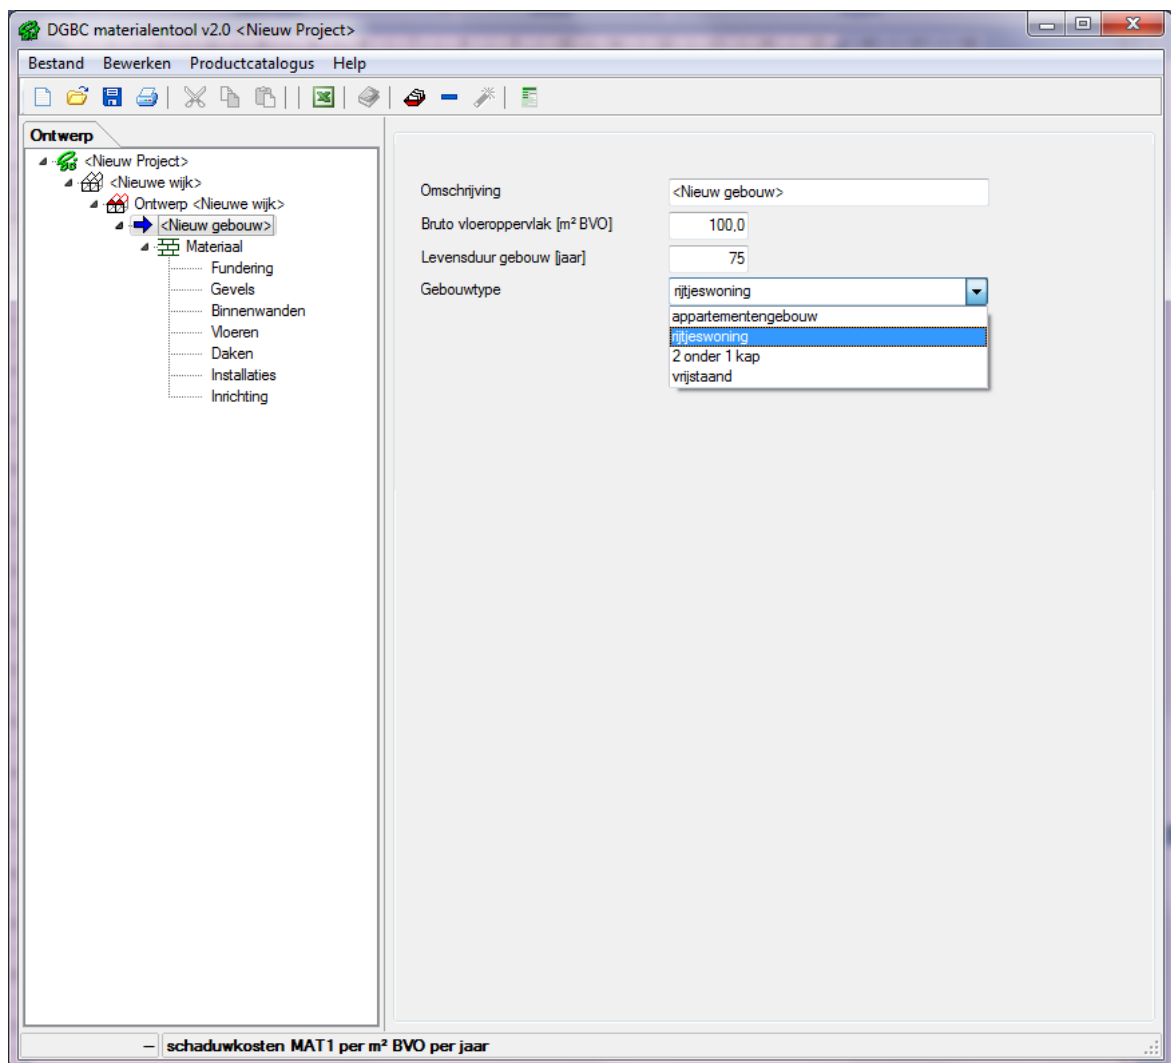 DGBC materialentool v2.0 <Nieuw Project>
Bestand Bewerken Productcatalogus Help
Ontwerp
<Nieuw Project>
<Nieuwe wijk>
Ontwerp <Nieuwe wijk>
<Nieuw gebouw>
Materiaal
Fundering
Gevels
Binnenwanden
Vloeren
Daken
Installaties
Inrichting
Omschrijving <Nieuw gebouw>
Bruto vloeroppervlak [m² BVO] 100,0
Levensduur gebouw [jaar] 75
Gebouwtype rijtjeswoning
appartementengebouw
rijtjeswoning
2 onder 1 kap
vrijstaand
– schaduwkosten MAT1 per m² BVO per jaar